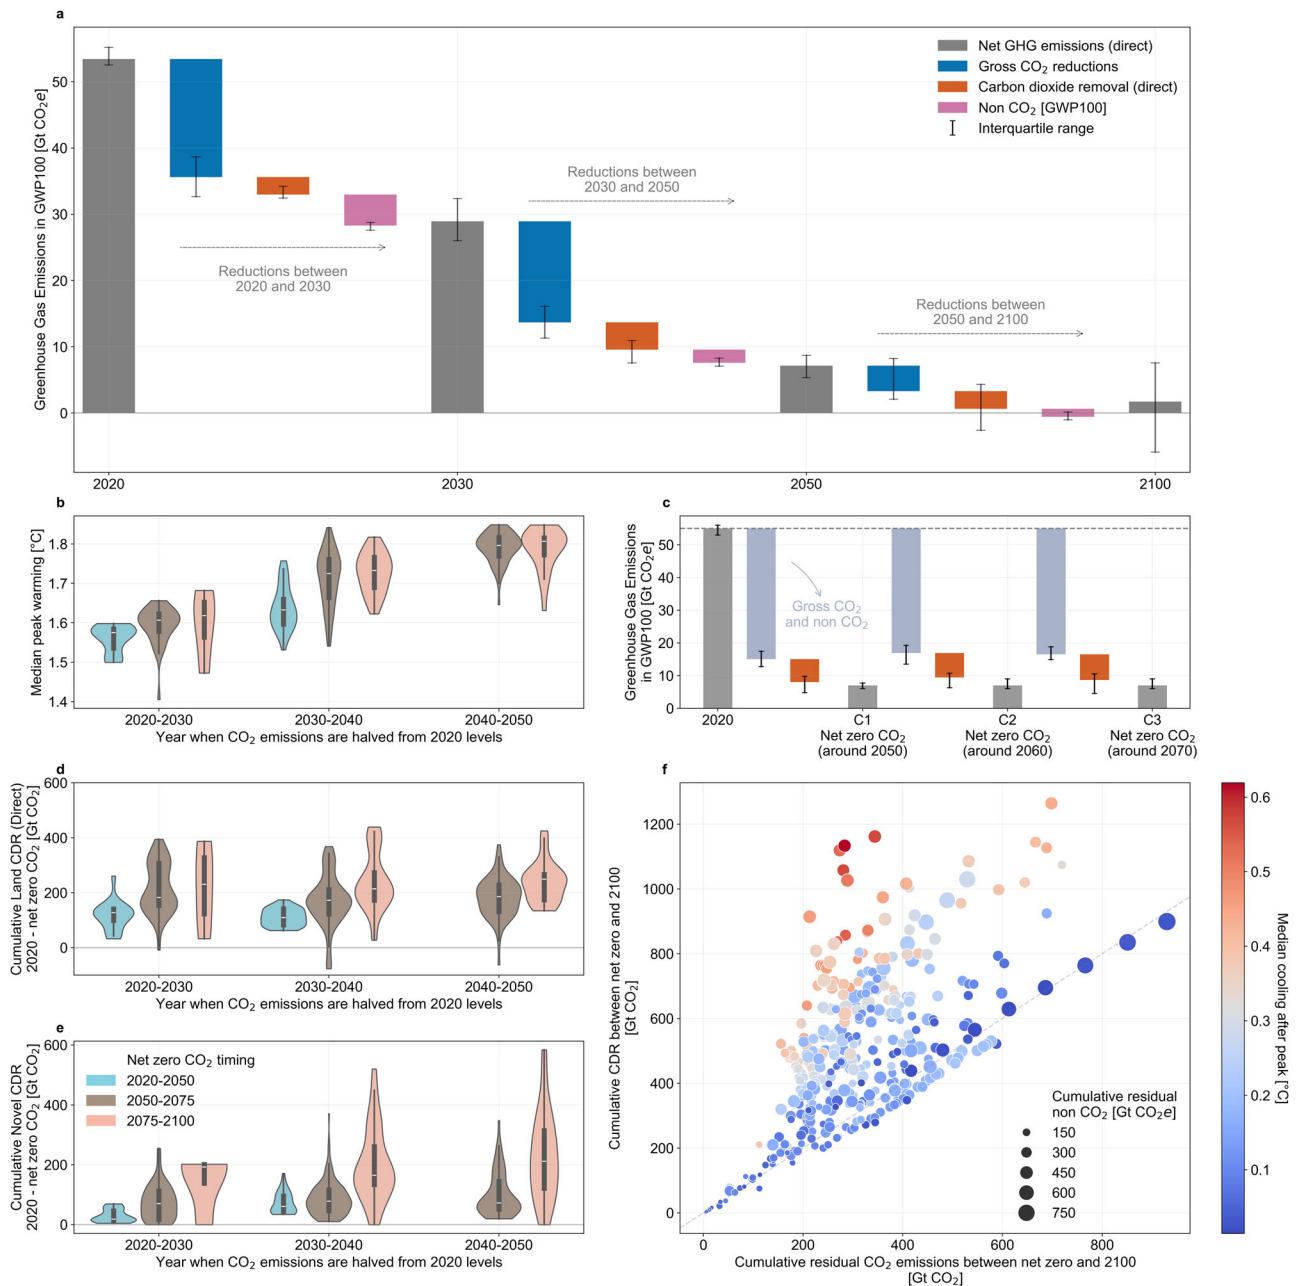 a
Greenhouse Gas Emissions in GWP100 [Gt CO₂e]
50
40
30
20
10
0
2020
2030
2050
2100
Net GHG emissions (direct)
Gross CO₂ reductions
Carbon dioxide removal (direct)
Non CO₂ [GWP100]
Interquartile range
Reductions between
2020 and 2030
Reductions between
2030 and 2050
Reductions between
2050 and 2100
b
Median peak warming [°C]
1.8
1.7
1.6
1.5
1.4
2020-2030
2030-2040
2040-2050
Year when CO₂ emissions are halved from 2020 levels
c
Greenhouse Gas Emissions
in GWP100 [Gt CO₂e]
50
40
30
20
10
0
Gross CO₂
and non CO₂
2020
C1
Net zero CO₂
(around 2050)
C2
Net zero CO₂
(around 2060)
C3
Net zero CO₂
(around 2070)
d
Cumulative Land CDR (Direct)
2020 - net zero CO₂ [Gt CO₂]
600
400
200
0
2020-2030
2030-2040
2040-2050
Year when CO₂ emissions are halved from 2020 levels
e
Cumulative Novel CDR
2020 - net zero CO₂ [Gt CO₂]
600
400
200
0
Net zero CO₂ timing
2020-2050
2050-2075
2075-2100
2020-2030
2030-2040
2040-2050
Year when CO₂ emissions are halved from 2020 levels
f
Cumulative CDR between net zero and 2100
[Gt CO₂]
1200
1000
800
600
400
200
0
0
200
400
600
800
Cumulative residual CO₂ emissions between net zero and 2100
[Gt CO₂]
Cumulative residual
non CO₂ [Gt CO₂e]
150
300
450
600
750
0.6
0.5
0.4
0.3
0.2
0.1
Median cooling after peak [°C]